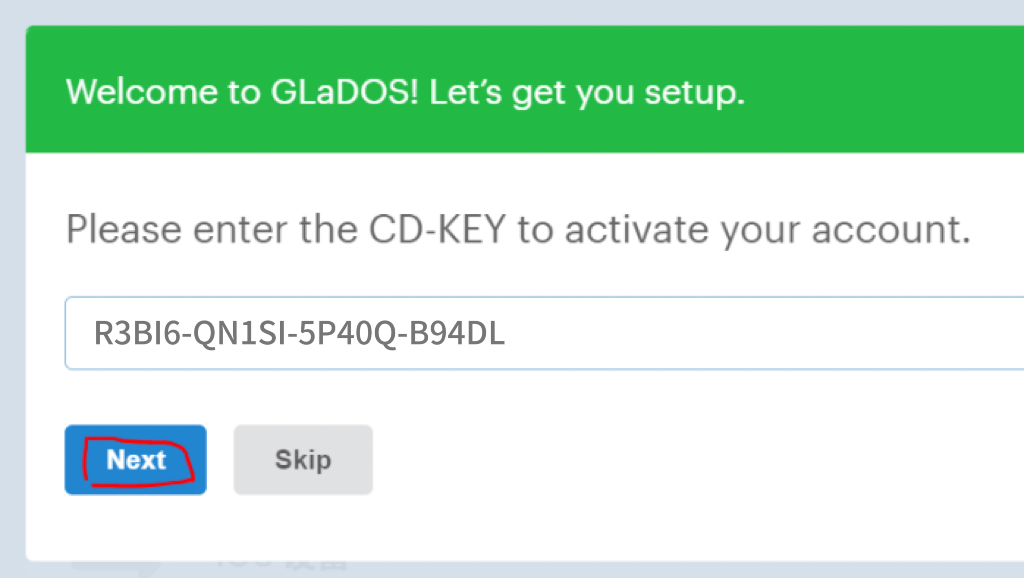 Welcome to GLaDOS! Let’s get you setup.
Please enter the CD-KEY to activate your account.
R3BI6-QN1SI-5P40Q-B94DL
Next Skip